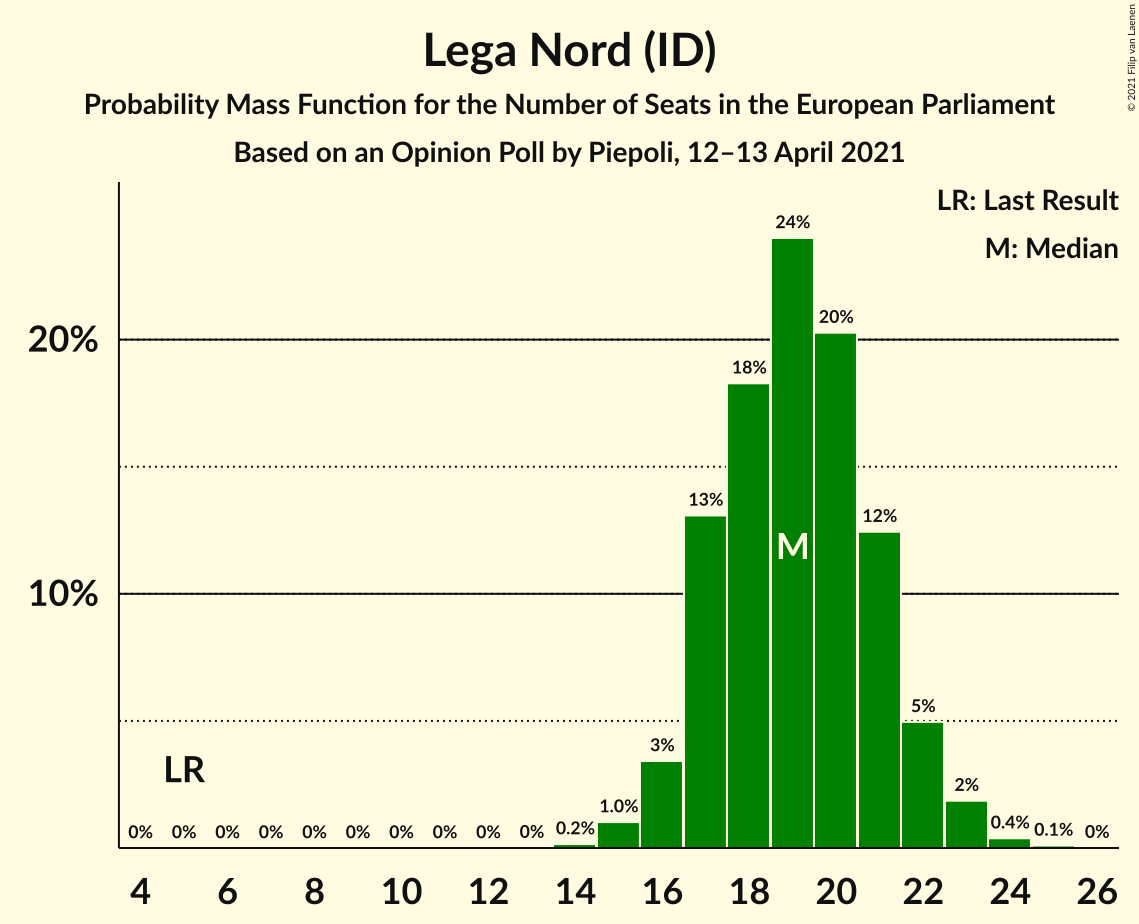 Lega Nord (ID)
Probability Mass Function for the Number of Seats in the European Parliament
Based on an Opinion Poll by Piepoli, 12–13 April 2021
© 2021 Filip van Laenen
LR: Last Result
M: Median
20%
10%
24%
20%
18%
13%
12%
M
5%
3%
2%
1.0%
LR
0% 0% 0% 0% 0% 0% 0% 0% 0% 0% 0.2% 0.4% 0.1% 0%
4 6 8 10 12 14 16 18 20 22 24 26